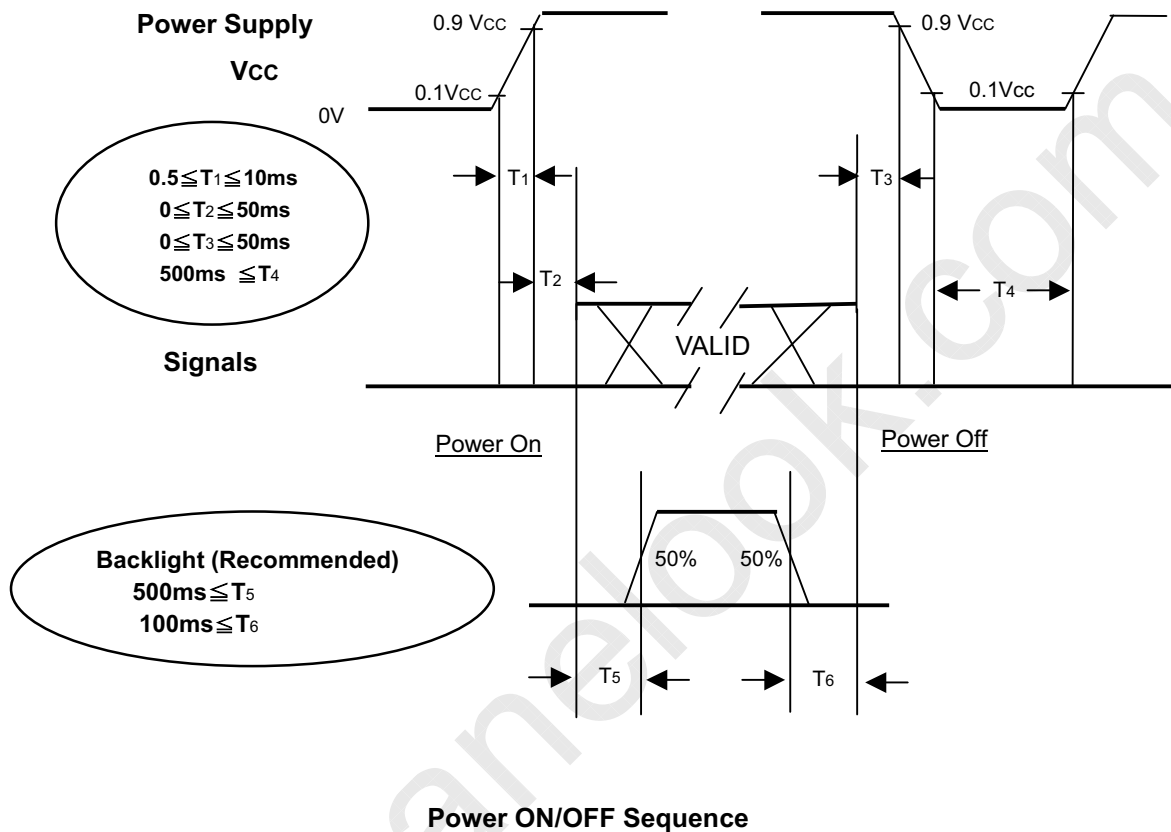 Power Supply
VCC
0.9 VCC
0.9 VCC
0.1VCC
0.1Vcc
0V
0.5≦T1≦10ms
0≦T2≦50ms
0≦T3≦50ms
500ms ≦T4
T1
T3
T2
T4
VALID
Signals
Power On
Power Off
Backlight (Recommended)
500ms≦T5
100ms≦T6
50%
50%
T5
T6
Power ON/OFF Sequence
anelook.com